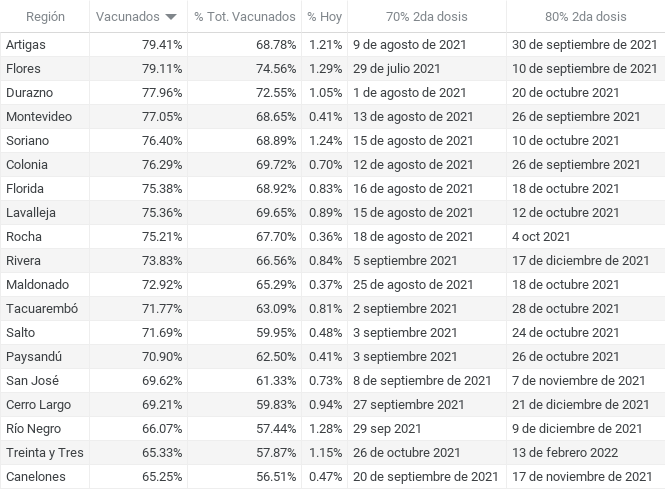 Región Vacunados % Tot. Vacunados % Hoy 70% 2da dosis 80% 2da dosis
Artigas 79.41% 68.78% 1.21% 9 de agosto de 2021 30 de septiembre de 2021
Flores 79.11% 74.56% 1.29% 29 de julio 2021 10 de septiembre de 2021
Durazno 77.96% 72.55% 1.05% 1 de agosto de 2021 20 de octubre 2021
Montevideo 77.05% 68.65% 0.41% 13 de agosto de 2021 26 de septiembre 2021
Soriano 76.40% 68.89% 1.24% 15 de agosto de 2021 10 de octubre 2021
Colonia 76.29% 69.72% 0.70% 12 de agosto de 2021 26 de septiembre 2021
Florida 75.38% 68.92% 0.83% 16 de agosto de 2021 18 de octubre 2021
Lavalleja 75.36% 69.65% 0.89% 15 de agosto de 2021 12 de octubre 2021
Rocha 75.21% 67.70% 0.36% 18 de agosto de 2021 4 oct 2021
Rivera 73.83% 66.56% 0.84% 5 septiembre 2021 17 de diciembre de 2021
Maldonado 72.92% 65.29% 0.37% 25 de agosto de 2021 18 de octubre 2021
Tacuarembó 71.77% 63.09% 0.81% 2 septiembre 2021 28 de octubre 2021
Salto 71.69% 59.95% 0.48% 3 septiembre 2021 24 de octubre 2021
Paysandú 70.90% 62.50% 0.41% 3 septiembre 2021 26 de octubre 2021
San José 69.62% 61.33% 0.73% 8 de septiembre de 2021 7 de noviembre de 2021
Cerro Largo 69.21% 59.83% 0.94% 27 septiembre 2021 21 de diciembre de 2021
Río Negro 66.07% 57.44% 1.28% 29 sep 2021 9 de diciembre de 2021
Treinta y Tres 65.33% 57.87% 1.15% 26 de octubre 2021 13 de febrero 2022
Canelones 65.25% 56.51% 0.47% 20 de septiembre de 2021 17 de noviembre de 2021